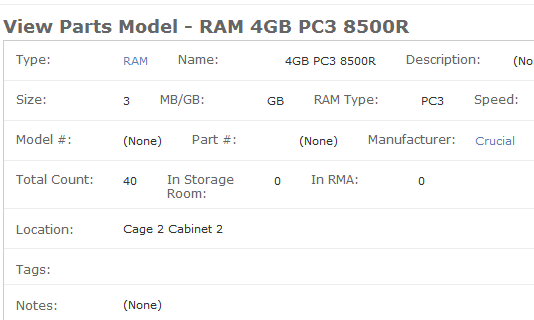 View Parts Model - RAM 4GB PC3 8500R
Type: RAM Name: 4GB PC3 8500R Description: (No
Size: 3 MB/GB: GB RAM Type: PC3 Speed:
Model #: (None) Part #: (None) Manufacturer: Crucial
Total Count: 40 In Storage Room: 0 In RMA: 0
Location: Cage 2 Cabinet 2
Tags:
Notes: (None)